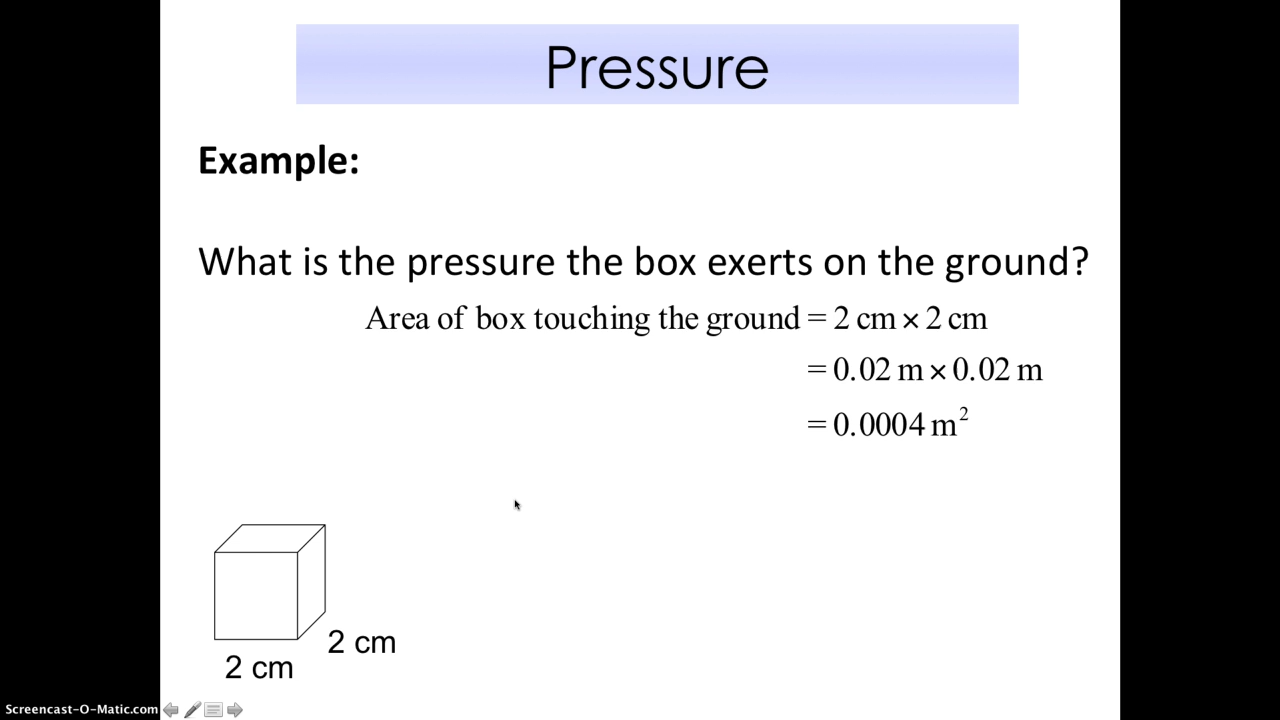 Pressure
Example:
What is the pressure the box exerts on the ground?
Area of box touching the ground = 2 cm × 2 cm
= 0.02 m × 0.02 m
= 0.0004 m²
2 cm
2 cm
Screencast-O-Matic.com